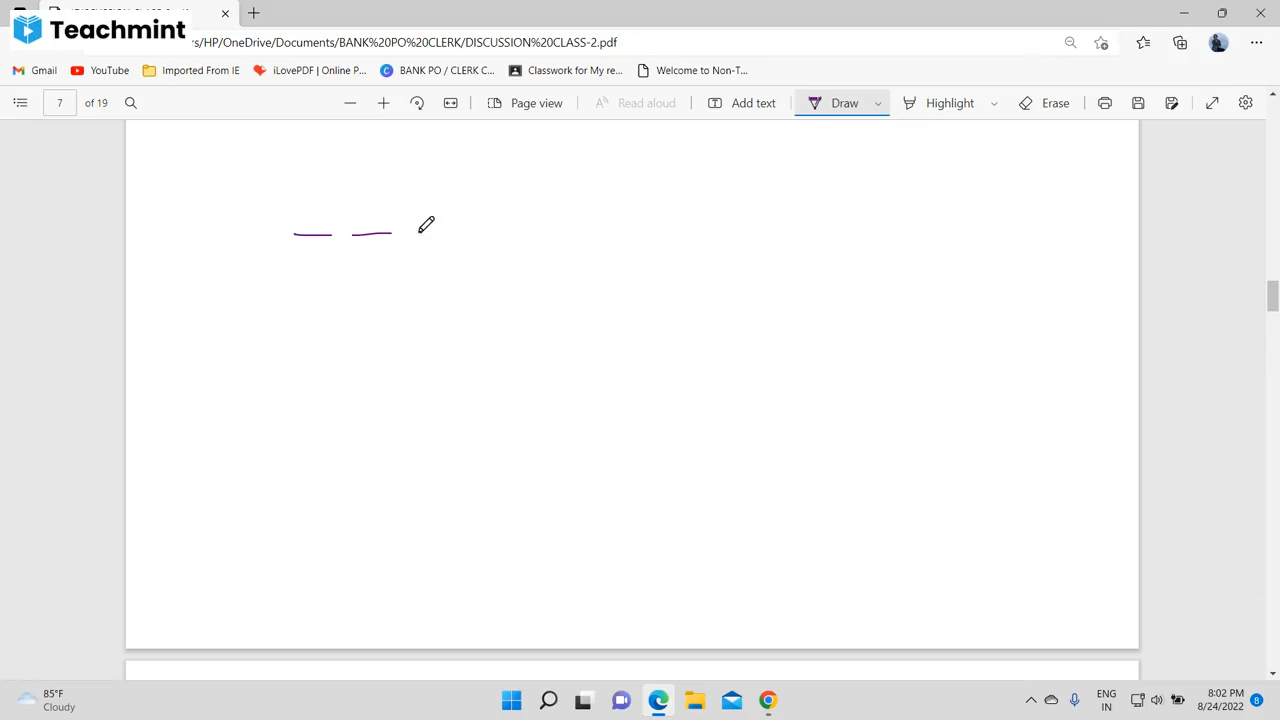 Teachmint
rs/HP/OneDrive/Documents/BANK%20PO%20CLERK/DISCUSSION%20CLASS-2.pdf
Gmail YouTube Imported From IE iLovePDF | Online P... BANK PO / CLERK C... Classwork for My re... Welcome to Non-T...
7 of 19 Page view Read aloud Add text Draw Highlight Erase
85°F
Cloudy
ENG
IN
8:02 PM
8/24/2022
8